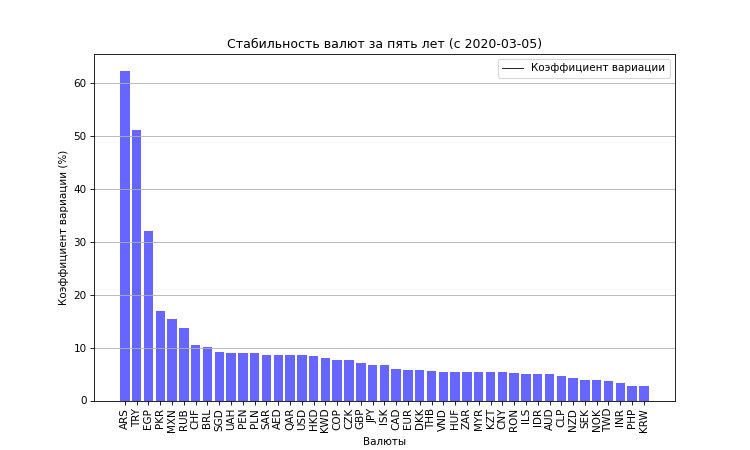 Стабильность валют за пять лет (с 2020-03-05)
Коэффициент вариации
Коэффициент вариации (%)
60
50
40
30
20
10
0
ARS TRY EGP PKR MXN RUB CHF BRL SGD UAH PEN PLN SAR AED QAR USD HKD KWD COP CZK GBP JPY ISK CAD EUR DKK THB VND HUF ZAR MYR KZT CNY RON ILS IDR AUD CLP NZD SEK NOK TWD INR PHP KRW
Валюты